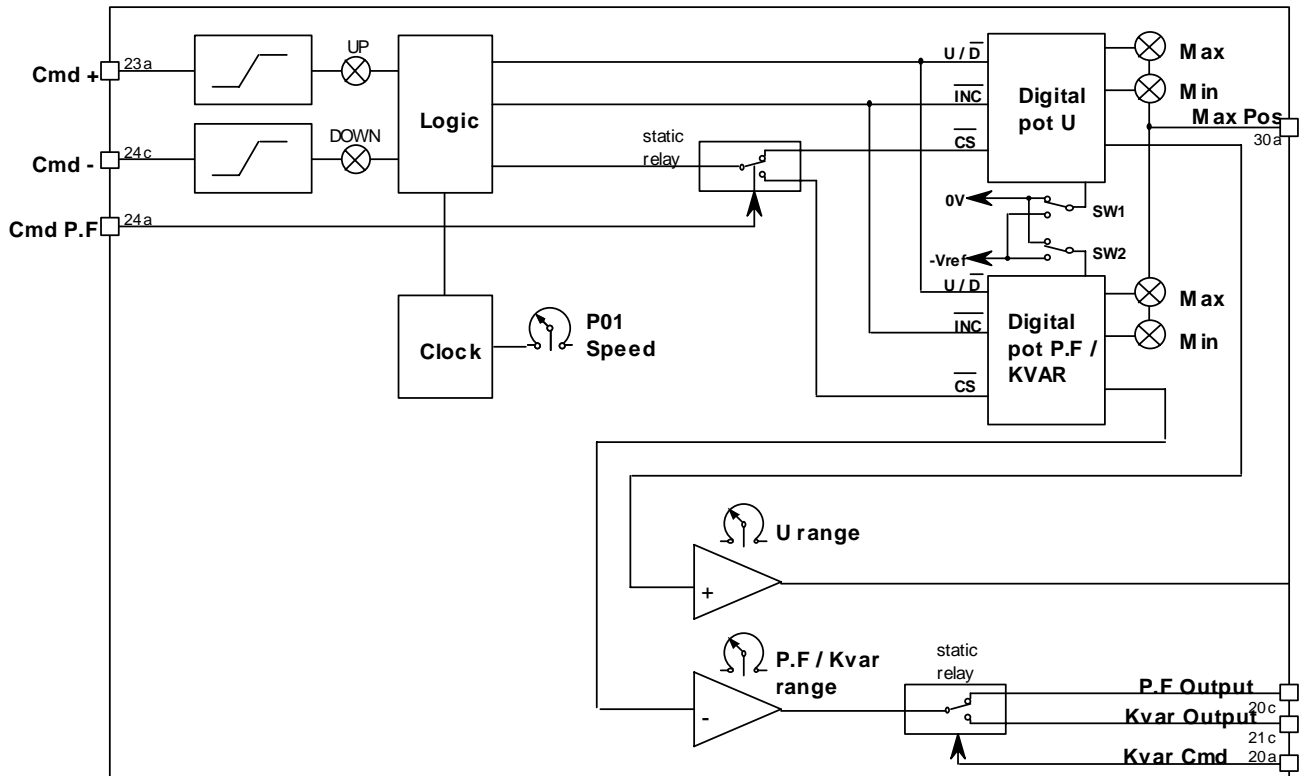 Cmd +
23a
UP
Logic
U / D
INC
CS
Digital
pot U
Max
Min
Max Pos
30a
Cmd -
24c
DOWN
static
relay
0V
SW1
Cmd P.F
24a
-Vref
SW2
U / D
INC
CS
Digital
pot P.F /
KVAR
Max
Min
Clock
P01
Speed
U range
+
P.F / Kvar
range
-
static
relay
P.F Output
20c
Kvar Output
21c
Kvar Cmd
20a